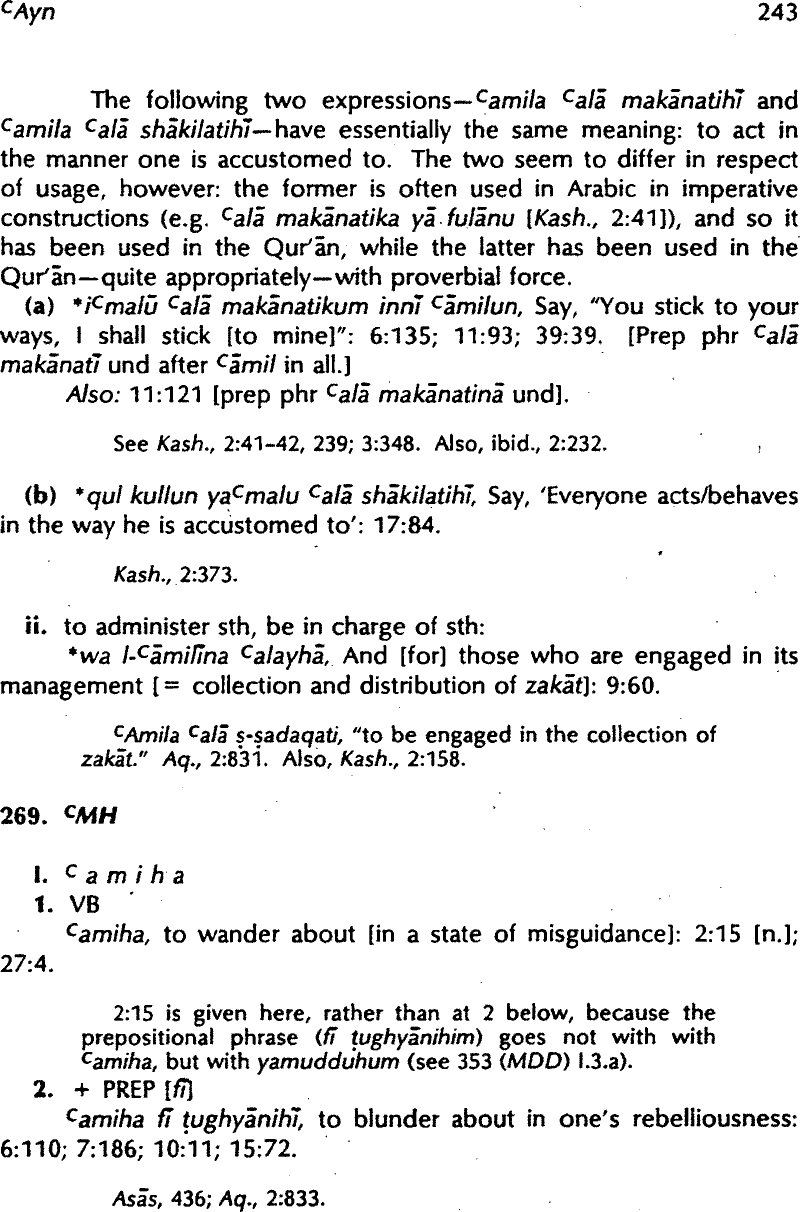 ᶜAyn 243
The following two expressions—ᶜamila ᶜalā makānatihī and
ᶜamila ᶜalā shākilatihī—have essentially the same meaning: to act in
the manner one is accustomed to. The two seem to differ in respect
of usage, however: the former is often used in Arabic in imperative
constructions (e.g. ᶜalā makānatika yā fulānu [Kash., 2:41]), and so it
has been used in the Qur'ān, while the latter has been used in the
Qur'ān—quite appropriately—with proverbial force.
(a) *iᶜmalū ᶜalā makānatikum innī ᶜāmilun, Say, "You stick to your
ways, I shall stick [to mine]": 6:135; 11:93; 39:39. [Prep phr ᶜalā
makānatī und after ᶜāmil in all.]
Also: 11:121 [prep phr ᶜalā makānatinā und].
See Kash., 2:41-42, 239; 3:348. Also, ibid., 2:232.
(b) *qul kullun yaᶜmalu ᶜalā shākilatihī, Say, 'Everyone acts/behaves
in the way he is accustomed to': 17:84.
Kash., 2:373.
ii. to administer sth, be in charge of sth:
*wa l-ᶜāmilīna ᶜalayhā, And [for] those who are engaged in its
management [= collection and distribution of zakāt]: 9:60.
ᶜAmila ᶜalā ṣ-ṣadaqati, "to be engaged in the collection of
zakāt." Aq., 2:831. Also, Kash., 2:158.
269. ᶜMH
I. ᶜ a m i h a
1. VB
ᶜamiha, to wander about [in a state of misguidance]: 2:15 [n.];
27:4.
2:15 is given here, rather than at 2 below, because the
prepositional phrase (fī ṭughyānihim) goes not with with
ᶜamiha, but with yamudduhum (see 353 (MDD) I.3.a).
2. + PREP [fī]
ᶜamiha fī ṭughyānihī, to blunder about in one's rebelliousness:
6:110; 7:186; 10:11; 15:72.
Asās, 436; Aq., 2:833.